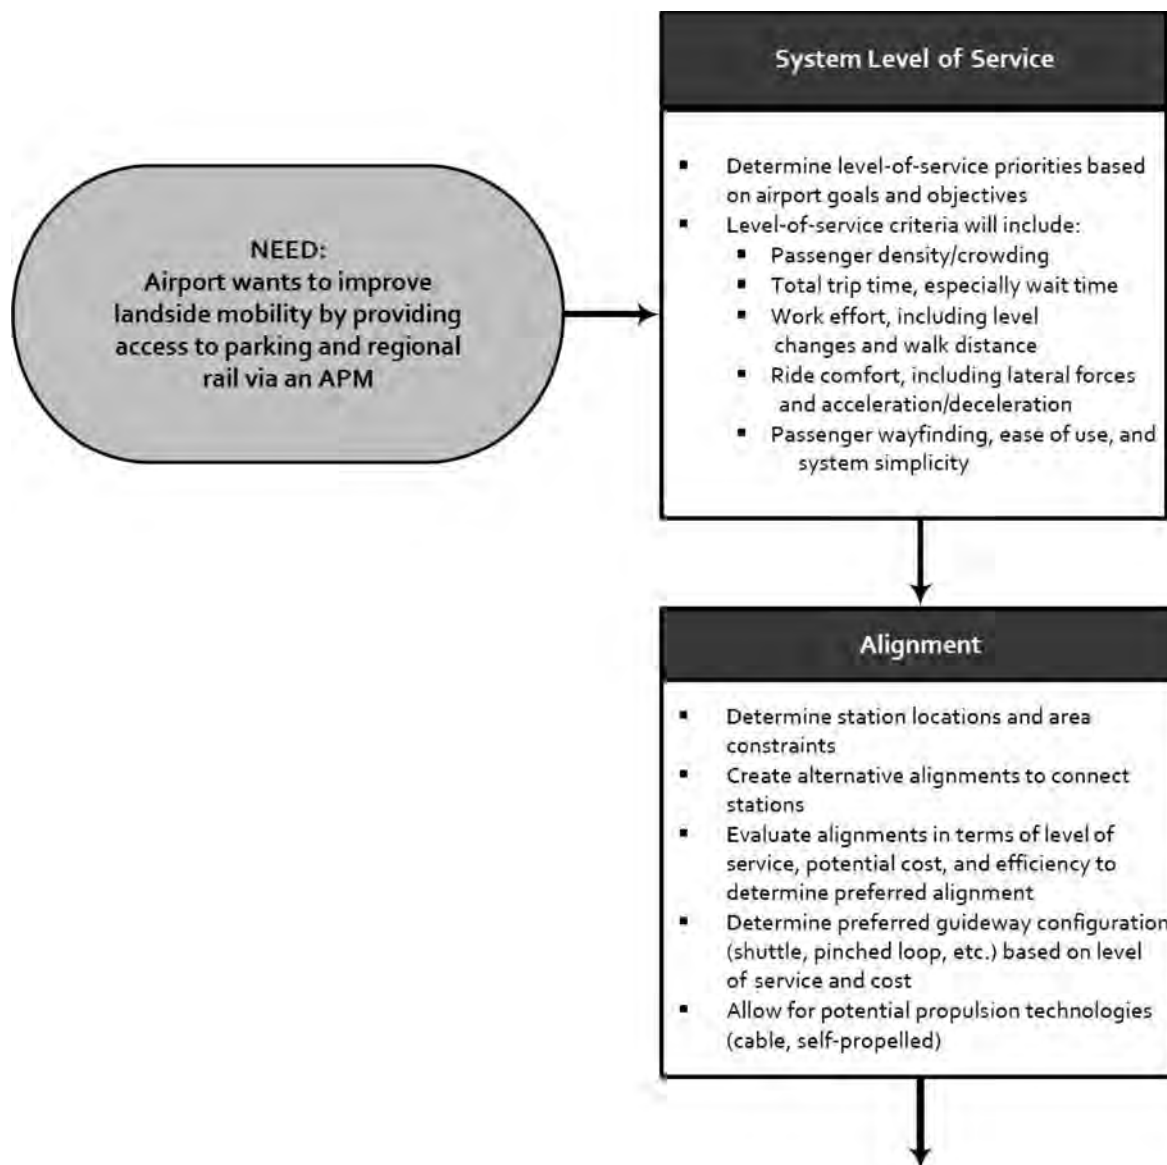 NEED:
Airport wants to improve
landside mobility by providing
access to parking and regional
rail via an APM
System Level of Service
▪ Determine level-of-service priorities based
on airport goals and objectives
▪ Level-of-service criteria will include:
▪ Passenger density/crowding
▪ Total trip time, especially wait time
▪ Work effort, including level
changes and walk distance
▪ Ride comfort, including lateral forces
and acceleration/deceleration
▪ Passenger wayfinding, ease of use, and
system simplicity
Alignment
▪ Determine station locations and area
constraints
▪ Create alternative alignments to connect
stations
▪ Evaluate alignments in terms of level of
service, potential cost, and efficiency to
determine preferred alignment
▪ Determine preferred guideway configuration
(shuttle, pinched loop, etc.) based on level
of service and cost
▪ Allow for potential propulsion technologies
(cable, self-propelled)